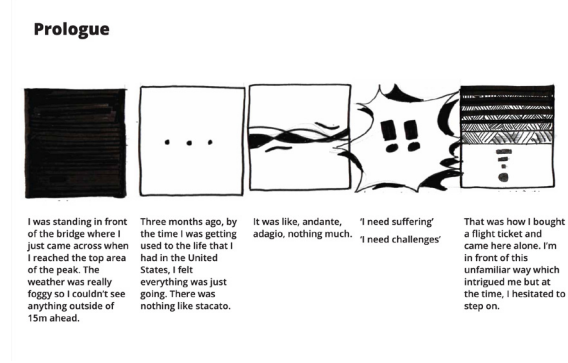 Prologue
I was standing in front
of the bridge where I
just came across when
I reached the top area
of the peak. The
weather was really
foggy so I couldn't see
anything outside of
15m ahead.
Three months ago, by
the time I was getting
used to the life that I
had in the United
States, I felt
everything was just
going. There was
nothing like stacato.
It was like, andante,
adagio, nothing much.
'I need suffering'
'I need challenges'
That was how I bought
a flight ticket and
came here alone. I'm
in front of this
unfamiliar way which
intrigued me but at
the time, I hesitated to
step on.